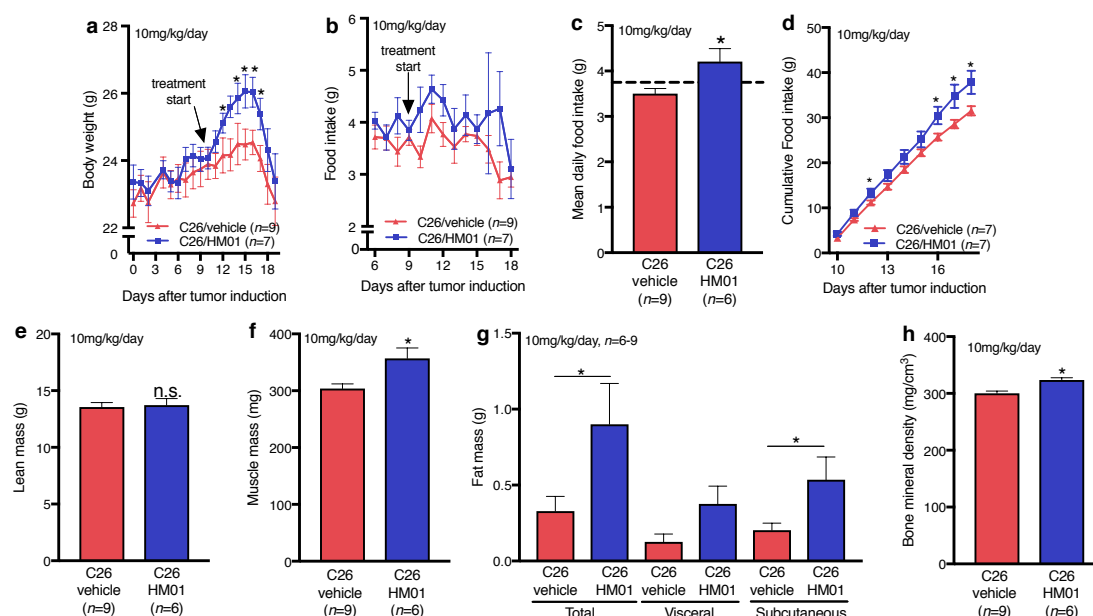 a
10mg/kg/day
28
26
24
22
0
Body weight (g)
treatment
start
* * * * * *
C26/vehicle (n=9)
C26/HM01 (n=7)
0 3 6 9 12 15 18
Days after tumor induction
b
10mg/kg/day
6
5
4
3
2
0
Food intake (g)
treatment
start
C26/vehicle (n=9)
C26/HM01 (n=7)
6 9 12 15 18
Days after tumor induction
c
10mg/kg/day
5
4
3
2
1
0
Mean daily food intake (g)
*
C26 C26
vehicle HM01
(n=9) (n=6)
d
10mg/kg/day
50
40
30
20
10
0
Cumulative Food intake (g)
* * * *
C26/vehicle (n=7)
C26/HM01 (n=7)
10 13 16
Days after tumor induction
e
10mg/kg/day
20
15
10
5
0
Lean mass (g)
n.s.
C26 C26
vehicle HM01
(n=9) (n=6)
f
10mg/kg/day
400
300
200
100
0
Muscle mass (mg)
*
C26 C26
vehicle HM01
(n=9) (n=6)
g
10mg/kg/day, n=6-9
1.5
1.0
0.5
0.0
Fat mass (g)
*
*
C26 C26 C26 C26 C26 C26
vehicle HM01 vehicle HM01 vehicle HM01
Total Visceral Subcutaneous
h
10mg/kg/day
400
300
200
100
0
Bone mineral density (mg/cm³)
*
C26 C26
vehicle HM01
(n=9) (n=6)